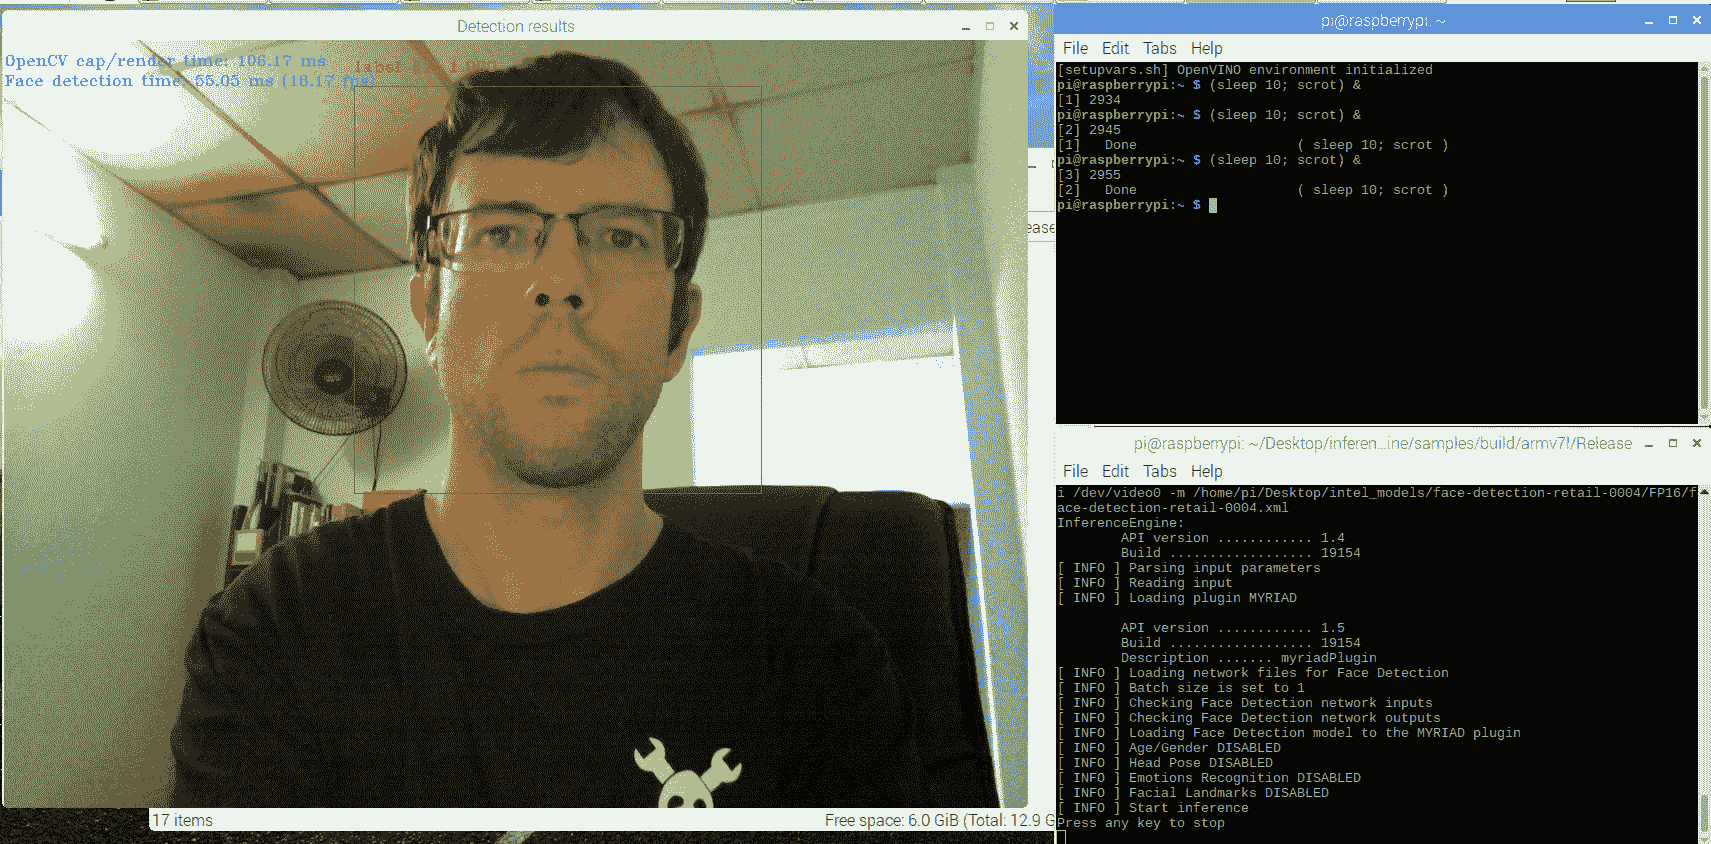 Detection results
OpenCV cap/render time: 106.17 ms
Face detection time: 55.05 ms (18.17 fps)
17 items
Free space: 6.0 GiB (Total: 12.9 G
ease
pi@raspberrypi: ~
File Edit Tabs Help
[setupvars.sh] OpenVINO environment initialized
pi@raspberrypi:~ $ (sleep 10; scrot) &
[1] 2934
pi@raspberrypi:~ $ (sleep 10; scrot) &
[2] 2945
[1]   Done                    ( sleep 10; scrot )
pi@raspberrypi:~ $ (sleep 10; scrot) &
[3] 2955
[2]   Done                    ( sleep 10; scrot )
pi@raspberrypi:~ $
pi@raspberrypi: ~/Desktop/inferen...ine/samples/build/armv7l/Release
File Edit Tabs Help
i /dev/video0 -m /home/pi/Desktop/intel_models/face-detection-retail-0004/FP16/f
ace-detection-retail-0004.xml
InferenceEngine:
        API version ............ 1.4
        Build .................. 19154
[ INFO ] Parsing input parameters
[ INFO ] Reading input
[ INFO ] Loading plugin MYRIAD
        API version ............ 1.5
        Build .................. 19154
        Description ....... myriadPlugin
[ INFO ] Loading network files for Face Detection
[ INFO ] Batch size is set to 1
[ INFO ] Checking Face Detection network inputs
[ INFO ] Checking Face Detection network outputs
[ INFO ] Loading Face Detection model to the MYRIAD plugin
[ INFO ] Age/Gender DISABLED
[ INFO ] Head Pose DISABLED
[ INFO ] Emotions Recognition DISABLED
[ INFO ] Facial Landmarks DISABLED
[ INFO ] Start inference
Press any key to stop